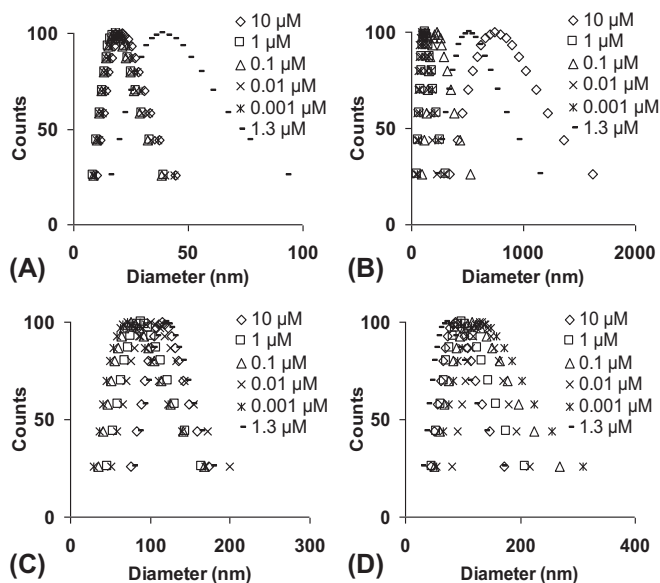 100
50
0
Counts
0
50
100
Diameter (nm)
(A)
10 µM
1 µM
0.1 µM
0.01 µM
0.001 µM
1.3 µM
100
50
0
Counts
0
1000
2000
Diameter (nm)
(B)
10 µM
1 µM
0.1 µM
0.01 µM
0.001 µM
1.3 µM
100
50
0
Counts
0
100
200
300
Diameter (nm)
(C)
10 µM
1 µM
0.1 µM
0.01 µM
0.001 µM
1.3 µM
100
50
0
Counts
0
200
400
Diameter (nm)
(D)
10 µM
1 µM
0.1 µM
0.01 µM
0.001 µM
1.3 µM